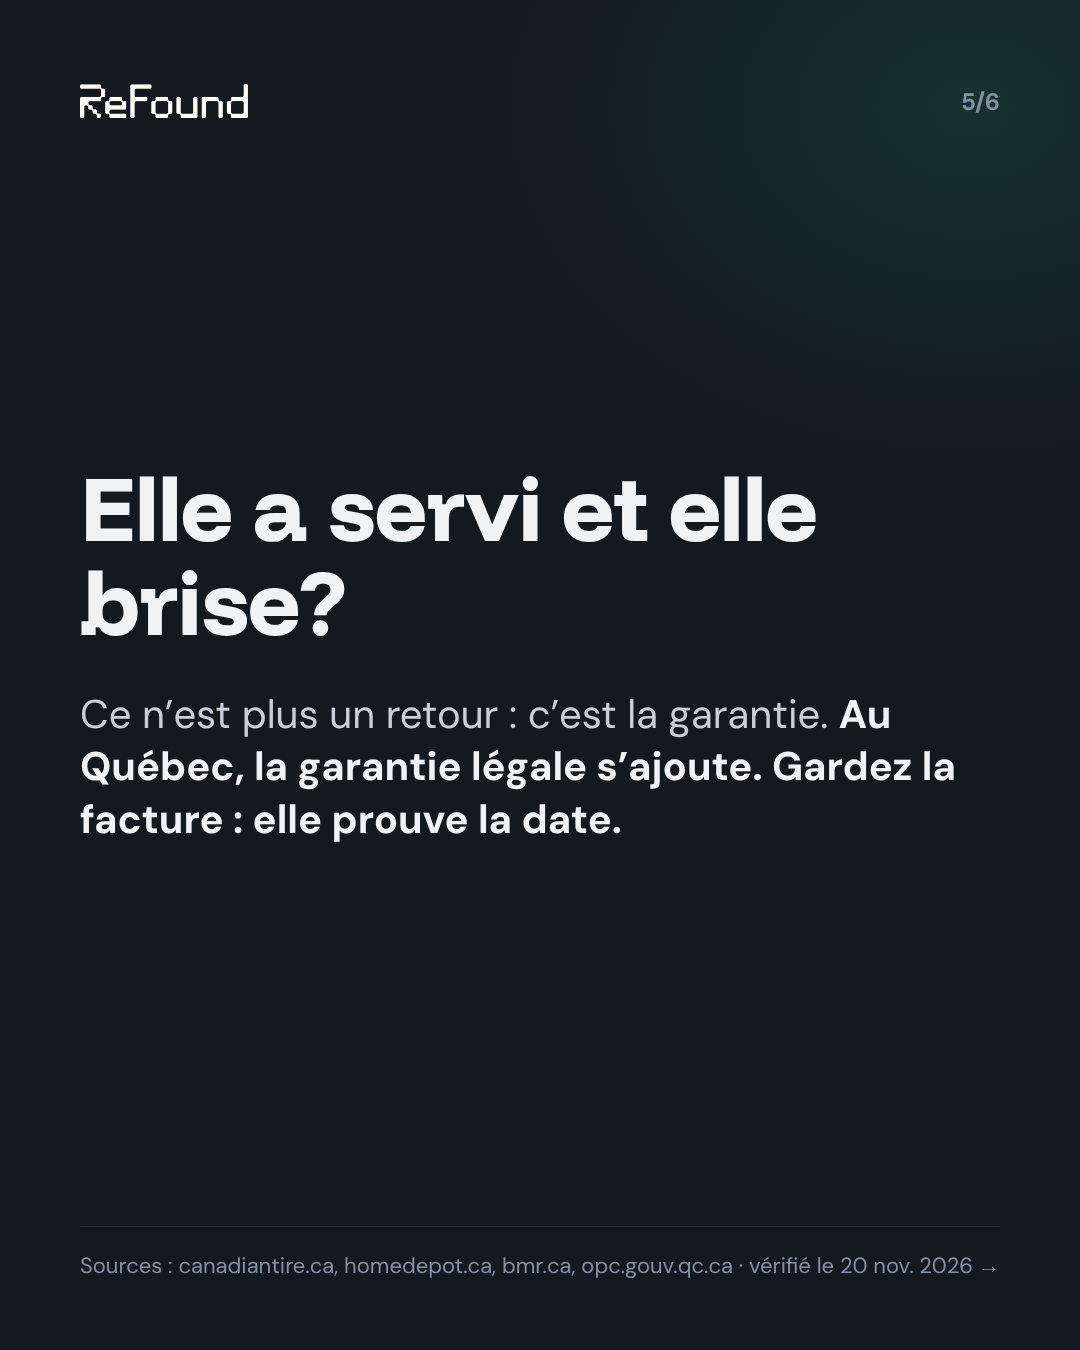 ReFound
5/6
Elle a servi et elle
brise?
Ce n’est plus un retour : c’est la garantie. Au
Québec, la garantie légale s’ajoute. Gardez la
facture : elle prouve la date.
Sources : canadiantire.ca, homedepot.ca, bmr.ca, opc.gouv.qc.ca · vérifié le 20 nov. 2026 →